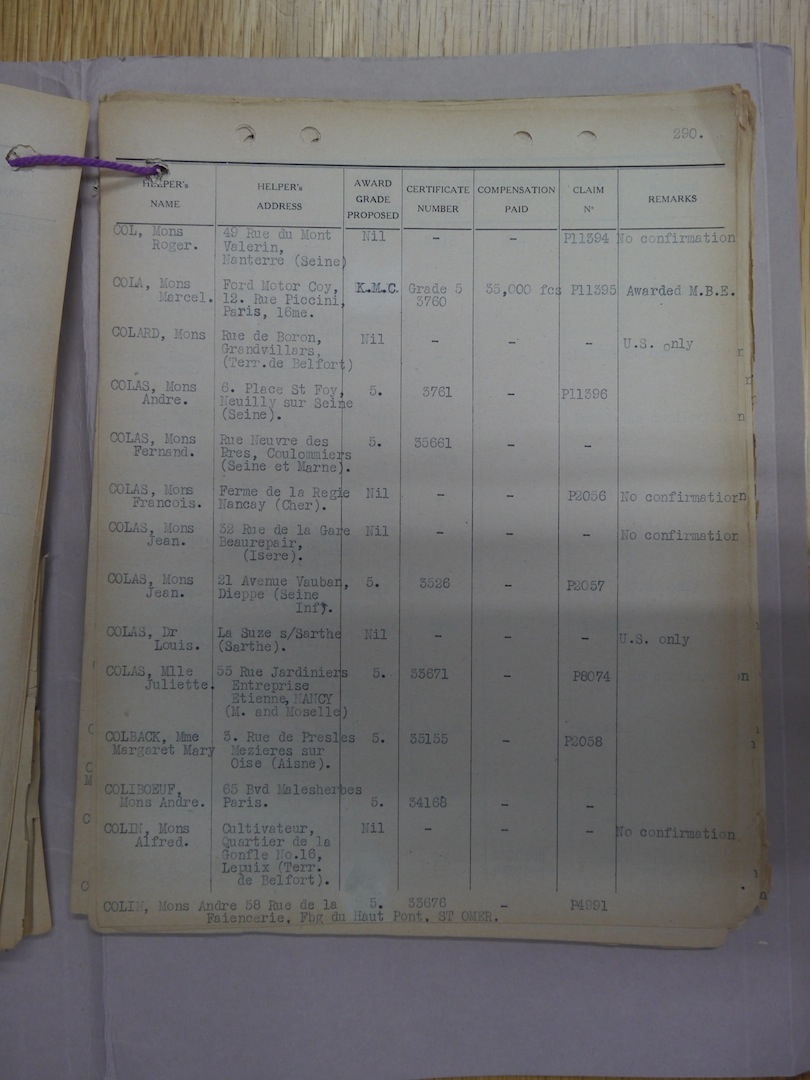 290.
HELPER's NAME | HELPER's ADDRESS | AWARD GRADE PROPOSED | CERTIFICATE NUMBER | COMPENSATION PAID | CLAIM N° | REMARKS
COL, Mons 49 Rue du Mont Nil - - P11394 No confirmation
Roger. Valerin,
Nanterre (Seine)
COLA, Mons Ford Motor Coy, K.M.C. Grade 5 35,000 fcs P11395 Awarded M.B.E.
Marcel. 12. Rue Piccini, 3760
Paris, 16me.
COLARD, Mons Rue de Boron, Nil - - - U.S. only
Grandvillars,
(Terr.de Belfort)
COLAS, Mons 6. Place St Foy, 5. 3761 - P11396
Andre. Neuilly sur Seine
(Seine).
COLAS, Mons Rue Neuvre des 5. 35661 - -
Fernand. Pres, Coulommiers
(Seine et Marne).
COLAS, Mons Ferme de la Regie Nil - - P2056 No confirmation
Francois. Nancay (Cher).
COLAS, Mons 32 Rue de la Gare Nil - - - No confirmation
Jean. Beaurepair,
(Isere).
COLAS, Mons 21 Avenue Vauban, 5. 3526 - P2057
Jean. Dieppe (Seine
Inf).
COLAS, Dr La Suze s/Sarthe Nil - - - U.S. only
Louis. (Sarthe).
COLAS, Mlle 55 Rue Jardiniers 5. 33671 - P8074
Juliette. Entreprise
Etienne, NANCY
(M. and Moselle)
COLBACK, Mme 3. Rue de Presles 5. 35155 - P2058
Margaret Mary Mezieres sur
Oise (Aisne).
COLIBOEUF, 65 Bvd Malesherbes
Mons Andre. Paris. 5. 34168 - -
COLIN, Mons Cultivateur, Nil - - - No confirmation
Alfred. Quartier de la
Gonfle No.16,
Lepuix (Terr.
de Belfort).
COLIN, Mons Andre 58 Rue de la 5. 33676 - P4991
Faiencerie, Fbg du Haut Pont, ST OMER.